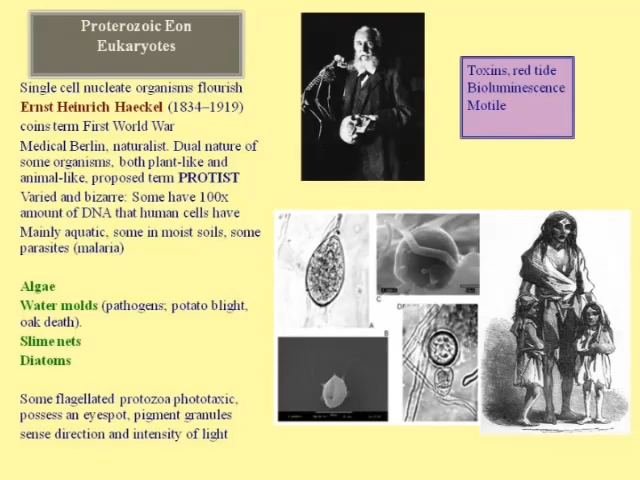 Proterozoic Eon
Eukaryotes
Single cell nucleate organisms flourish
Ernst Heinrich Haeckel (1834–1919)
coins term First World War
Medical Berlin, naturalist. Dual nature of
some organisms, both plant-like and
animal-like, proposed term PROTIST
Varied and bizarre: Some have 100x
amount of DNA that human cells have
Mainly aquatic, some in moist soils, some
parasites (malaria)
Algae
Water molds (pathogens; potato blight,
oak death).
Slime nets
Diatoms
Some flagellated protozoa phototaxic,
possess an eyespot, pigment granules
sense direction and intensity of light
Toxins, red tide
Bioluminescence
Motile
A
C
B